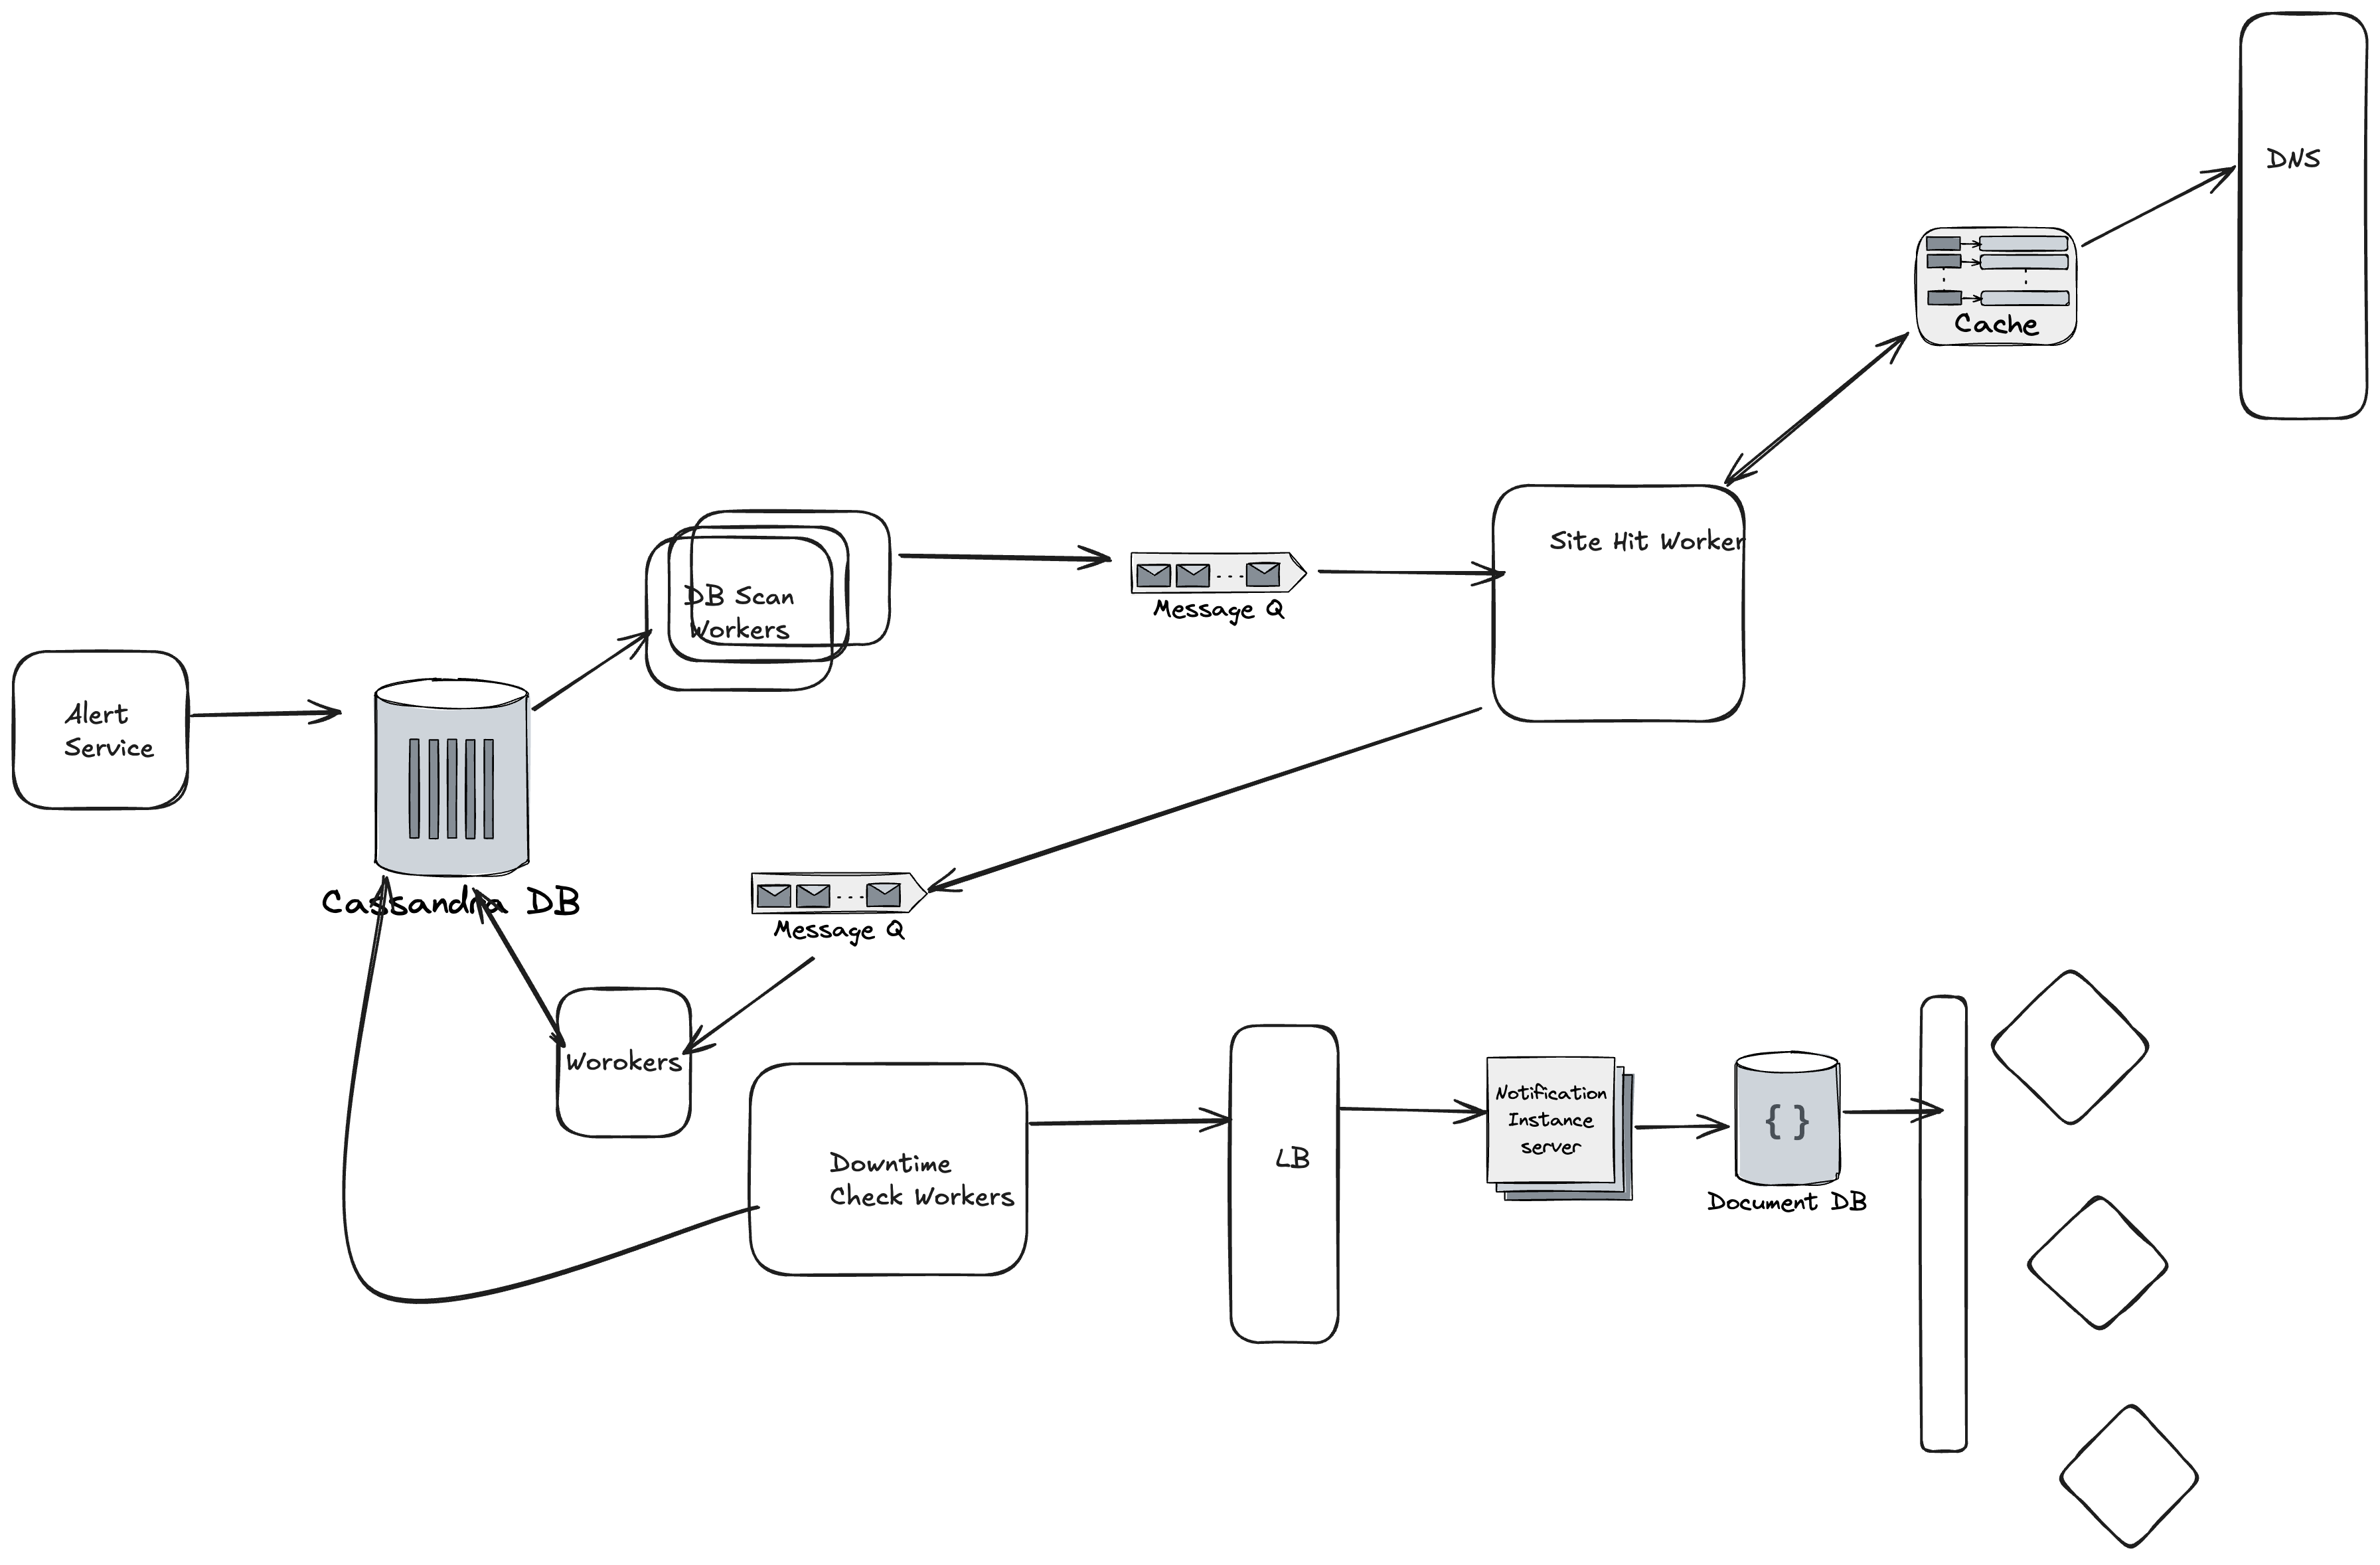 DNS
Cache
Site Hit Worker
DB Scan
Workers
Message Q
Alert
Service
Cassandra DB
Message Q
Worokers
Downtime
Check Workers
LB
Notification
Instance
server
{ }
Document DB